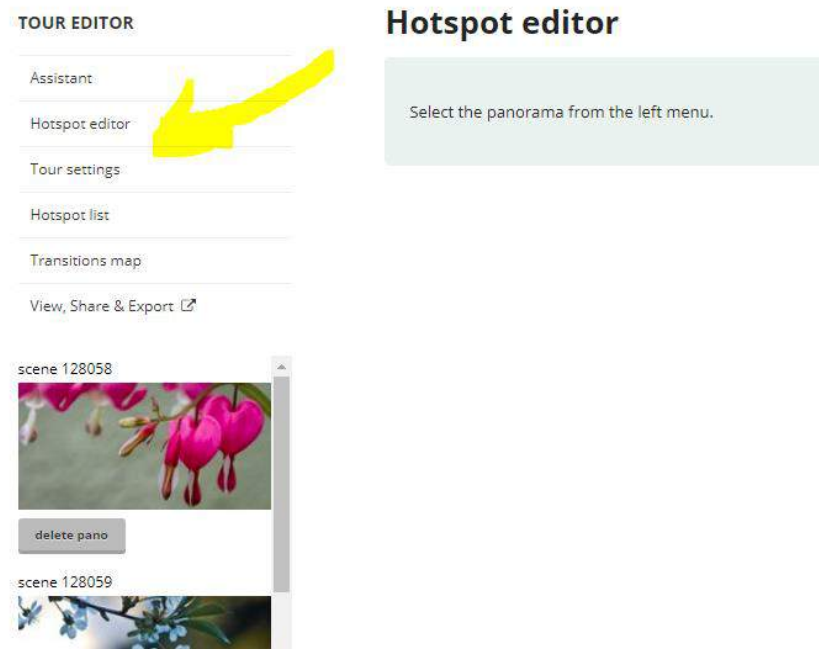 TOUR EDITOR
Assistant
Hotspot editor
Tour settings
Hotspot list
Transitions map
View, Share & Export
scene 128058
delete pano
scene 128059
Hotspot editor
Select the panorama from the left menu.